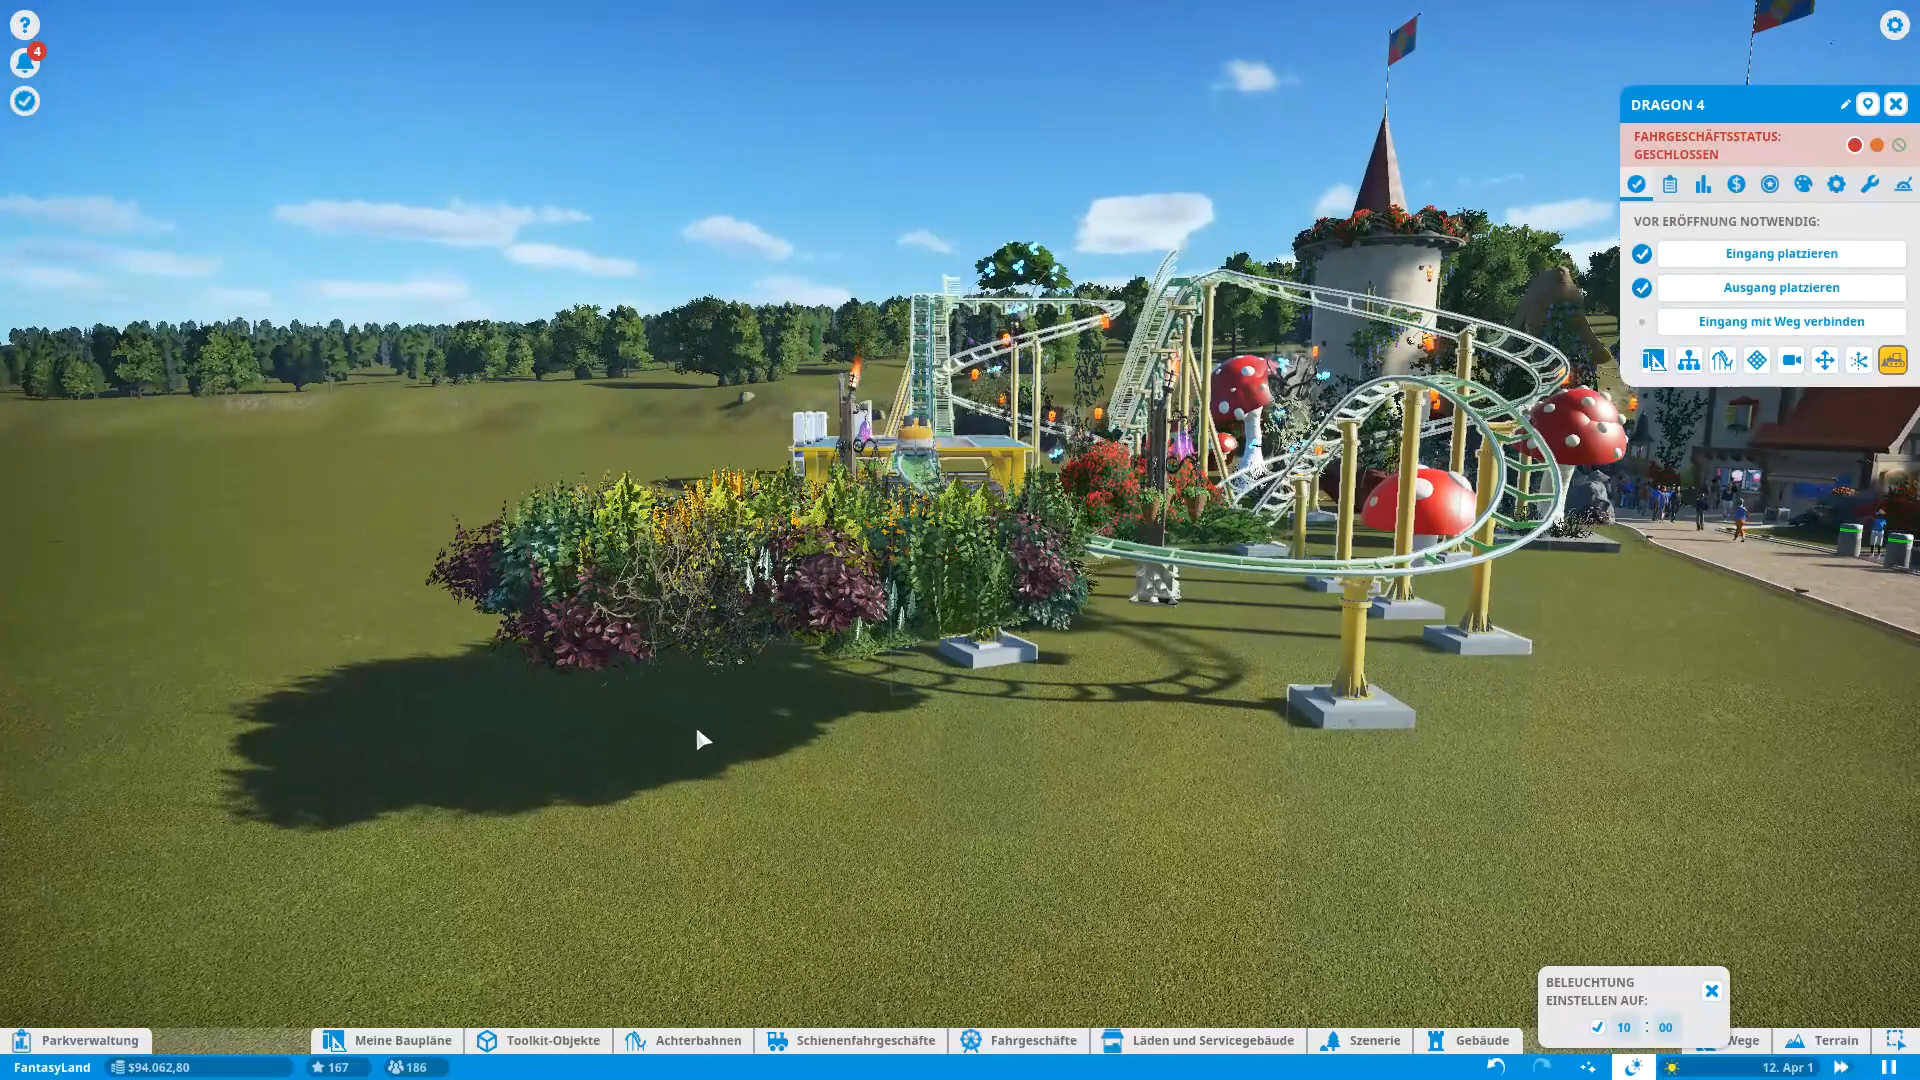 ?
4
DRAGON 4
FAHRGESCHÄFTSSTATUS:
GESCHLOSSEN
VOR ERÖFFNUNG NOTWENDIG:
Eingang platzieren
Ausgang platzieren
Eingang mit Weg verbinden
BELEUCHTUNG
EINSTELLEN AUF:
10 : 00
Parkverwaltung
Meine Baupläne
Toolkit-Objekte
Achterbahnen
Schienenfahrgeschäfte
Fahrgeschäfte
Läden und Servicegebäude
Szenerie
Gebäude
Wege
Terrain
FantasyLand
$94.062,80
167
186
12. Apr 1